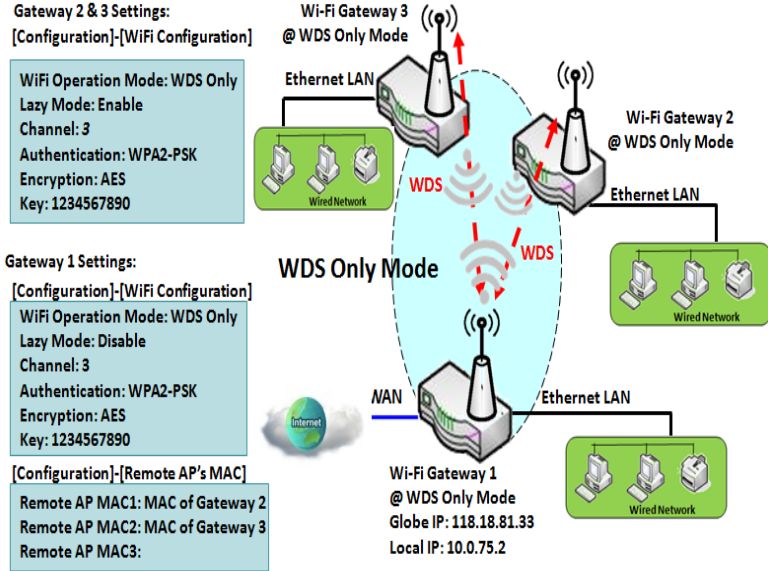 Gateway 2 & 3 Settings:
[Configuration]-[WiFi Configuration]
WiFi Operation Mode: WDS Only
Lazy Mode: Enable
Channel: 3
Authentication: WPA2-PSK
Encryption: AES
Key: 1234567890
Gateway 1 Settings:
[Configuration]-[WiFi Configuration]
WiFi Operation Mode: WDS Only
Lazy Mode: Disable
Channel: 3
Authentication: WPA2-PSK
Encryption: AES
Key: 1234567890
[Configuration]-[Remote AP's MAC]
Remote AP MAC1: MAC of Gateway 2
Remote AP MAC2: MAC of Gateway 3
Remote AP MAC3:
Wi-Fi Gateway 3
@ WDS Only Mode
Ethernet LAN
Wired Network
Wi-Fi Gateway 2
@ WDS Only Mode
Ethernet LAN
Wired Network
WDS
WDS
WDS Only Mode
Internet
WAN
Ethernet LAN
Wired Network
Wi-Fi Gateway 1
@ WDS Only Mode
Globe IP: 118.18.81.33
Local IP: 10.0.75.2